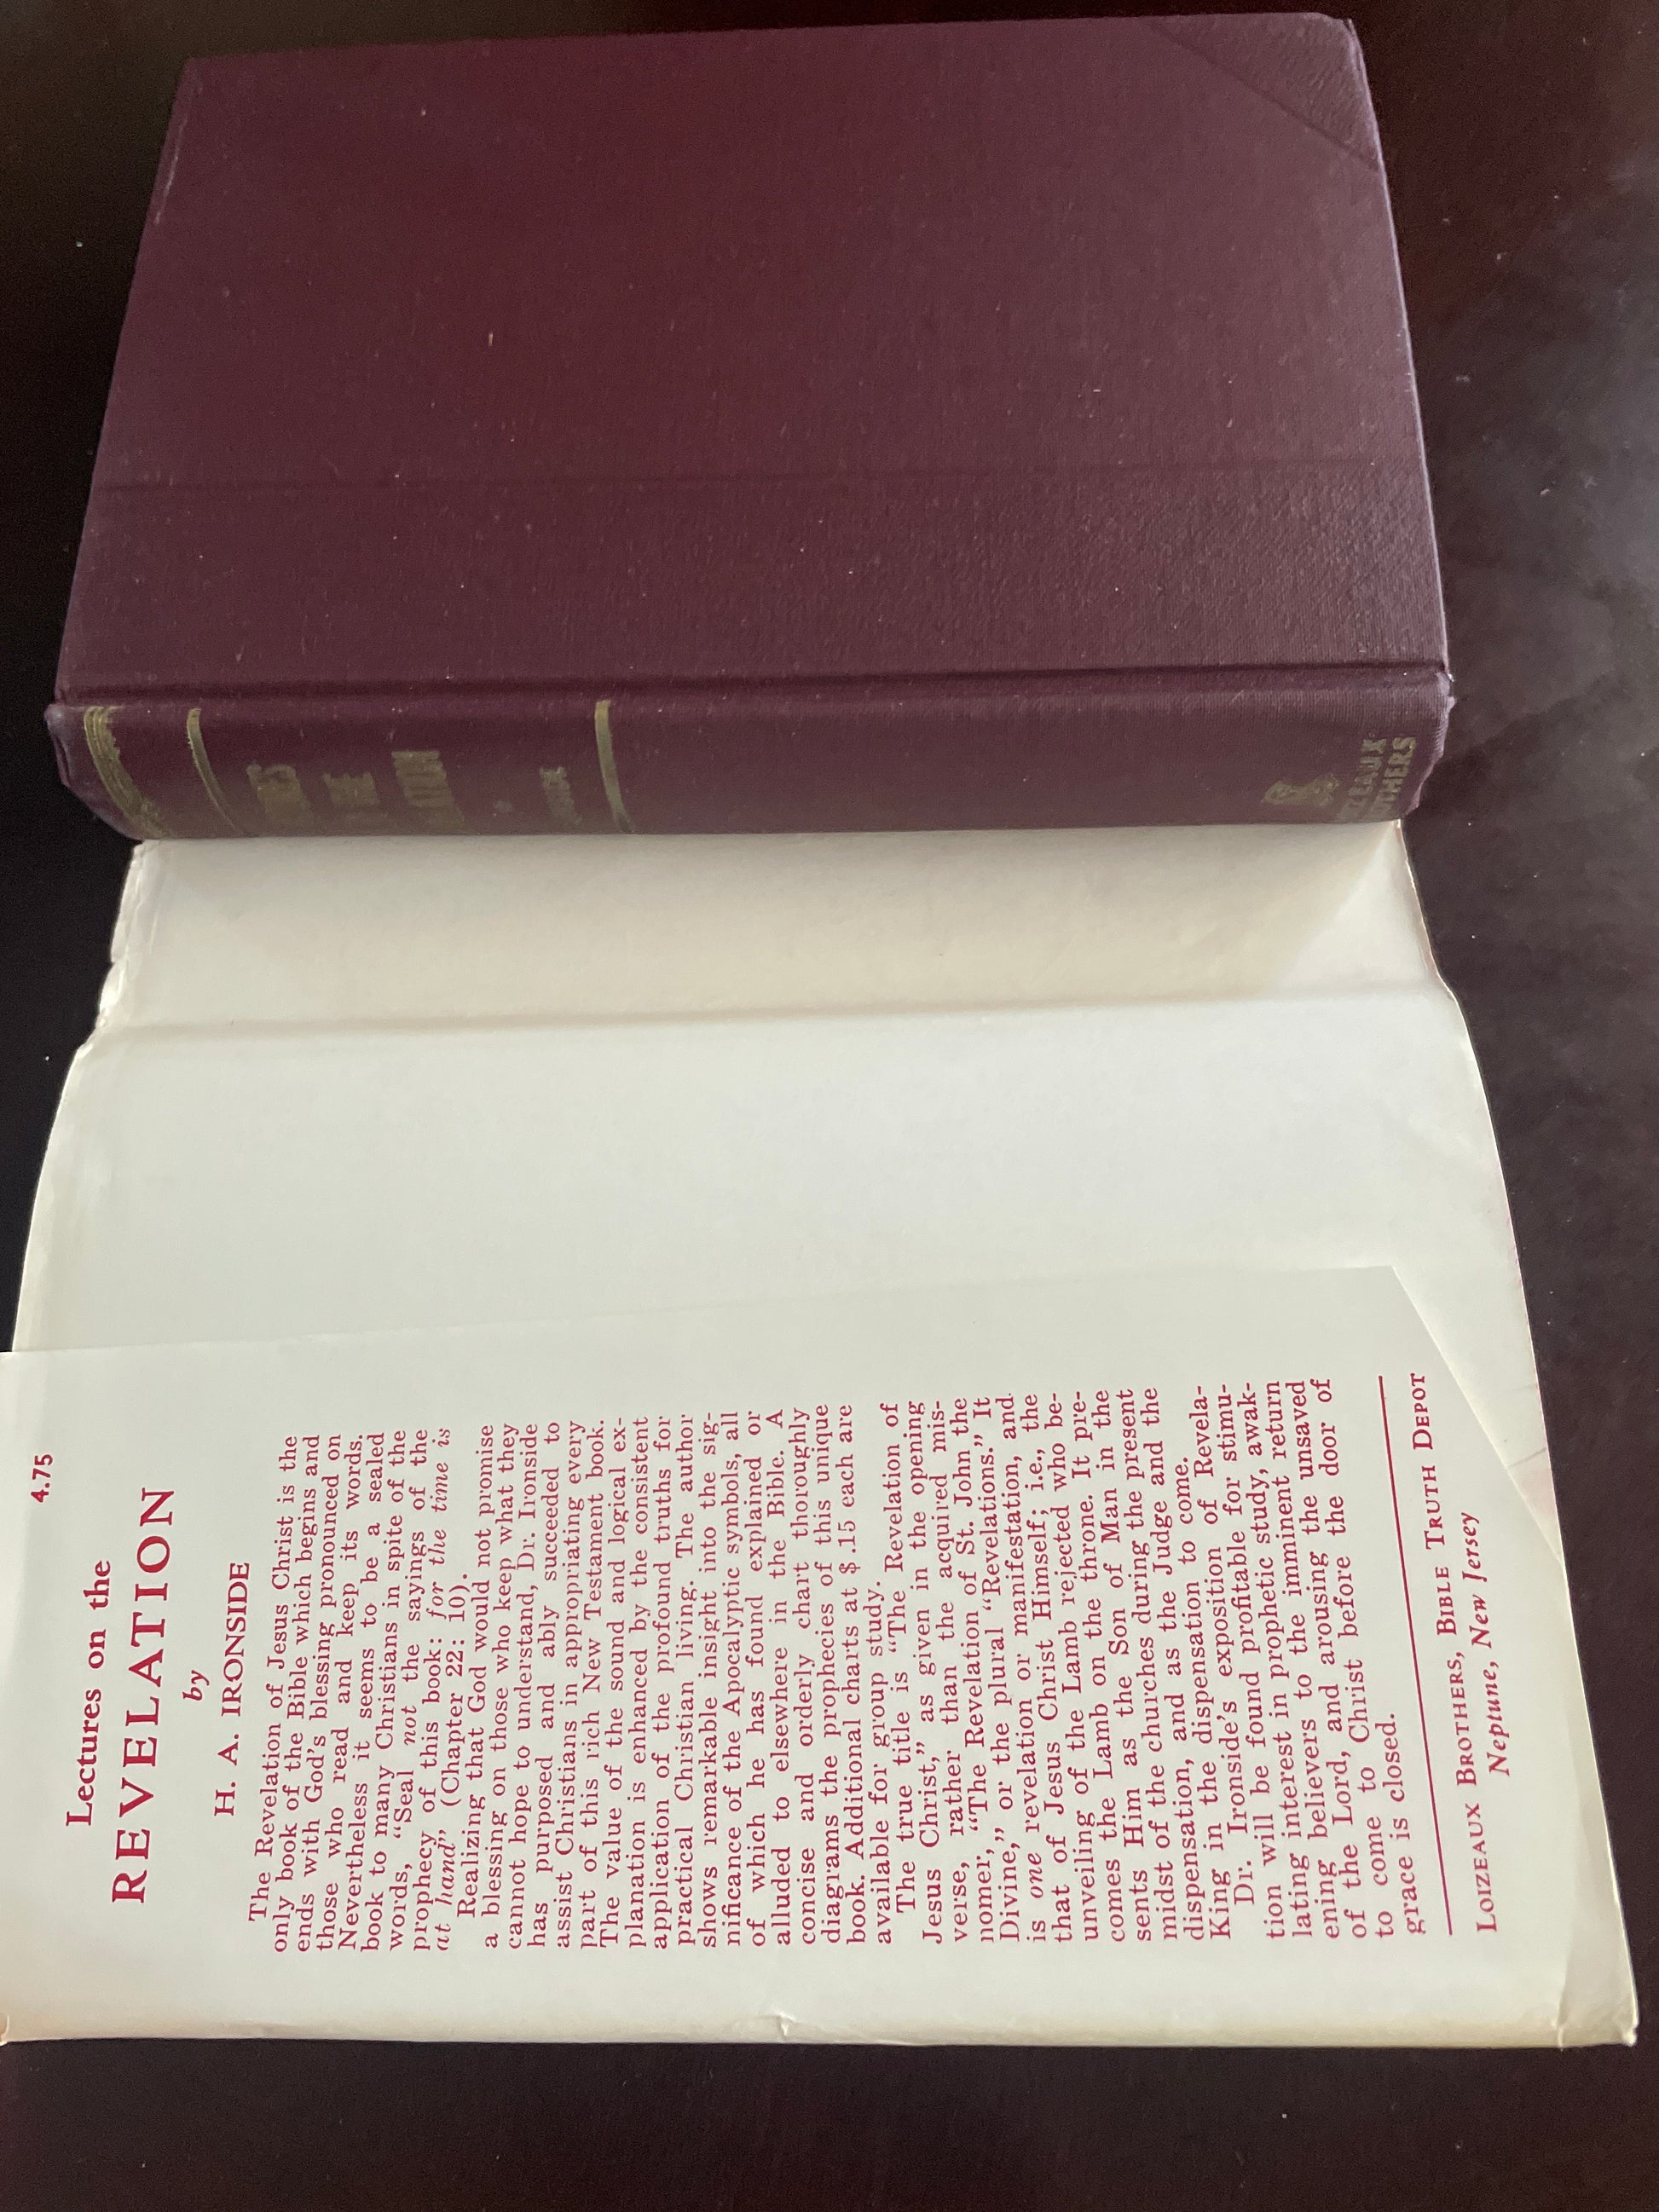 4.75
Lectures on the
REVELATION
by
H. A. IRONSIDE
The Revelation of Jesus Christ is the
only book of the Bible which begins and
ends with God's blessing pronounced on
those who read and keep its words.
Nevertheless it seems to be a sealed
book to many Christians in spite of the
words, “Seal not the sayings of the
prophecy of this book: for the time is
at hand” (Chapter 22: 10).
Realizing that God would not promise
a blessing on those who keep what they
cannot hope to understand, Dr. Ironside
has purposed and ably succeeded to
assist Christians in appropriating every
part of this rich New Testament book.
The value of the sound and logical ex-
planation is enhanced by the consistent
application of the profound truths for
practical Christian living. The author
shows remarkable insight into the sig-
nificance of the Apocalyptic symbols, all
of which he has found explained or
alluded to elsewhere in the Bible. A
concise and orderly chart thoroughly
diagrams the prophecies of this unique
book. Additional charts at $.15 each are
available for group study.
The true title is “The Revelation of
Jesus Christ,” as given in the opening
verse, rather than the acquired mis-
nomer, “The Revelation of St. John the
Divine,” or the plural “Revelations.” It
is one revelation or manifestation, and
that of Jesus Christ Himself; i.e., the
unveiling of the Lamb rejected who be-
comes the Lamb on the throne. It pre-
sents Him as the Son of Man in the
midst of the churches during the present
dispensation, and as the Judge and the
King in the dispensation to come.
Dr. Ironside's exposition of Revela-
tion will be found profitable for stimu-
lating interest in prophetic study, awak-
ening believers to the imminent return
of the Lord, and arousing the unsaved
to come to Christ before the door of
grace is closed.
LOIZEAUX BROTHERS, BIBLE TRUTH DEPOT
Neptune, New Jersey